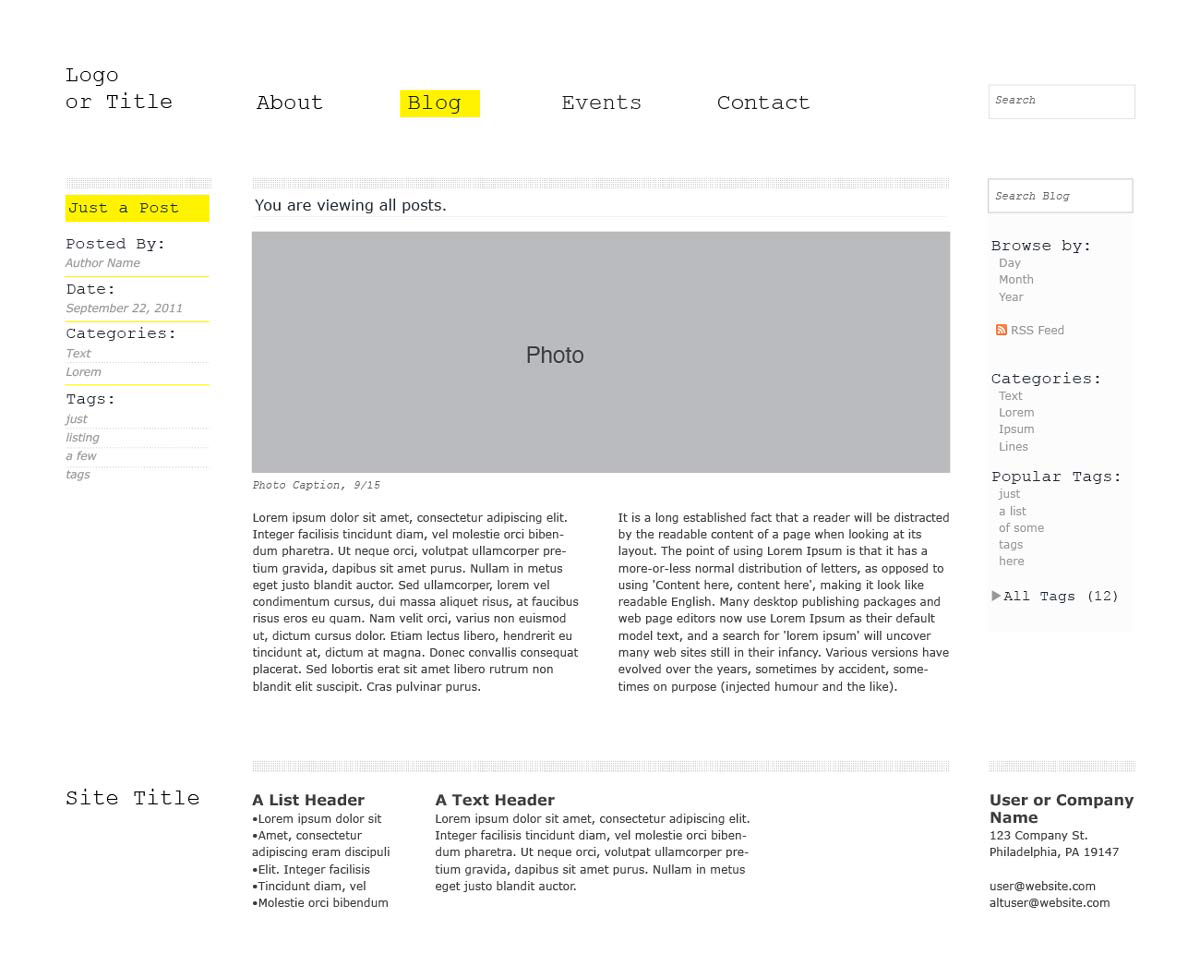 Logo
or Title
About
Blog
Events
Contact
Search
Just a Post
Posted By:
Author Name
Date:
September 22, 2011
Categories:
Text
Lorem
Tags:
just
listing
a few
tags
You are viewing all posts.
Photo
Photo Caption, 9/15
Lorem ipsum dolor sit amet, consectetur adipiscing elit.
Integer facilisis tincidunt diam, vel molestie orci biben-
dum pharetra. Ut neque orci, volutpat ullamcorper pre-
tium gravida, dapibus sit amet purus. Nullam in metus
eget justo blandit auctor. Sed ullamcorper, lorem vel
condimentum cursus, dui massa aliquet risus, at faucibus
risus eros eu quam. Nam velit orci, varius non euismod
ut, dictum cursus dolor. Etiam lectus libero, hendrerit eu
tincidunt at, dictum at magna. Donec convallis consequat
placerat. Sed lobortis erat sit amet libero rutrum non
blandit elit suscipit. Cras pulvinar purus.
It is a long established fact that a reader will be distracted
by the readable content of a page when looking at its
layout. The point of using Lorem Ipsum is that it has a
more-or-less normal distribution of letters, as opposed to
using 'Content here, content here', making it look like
readable English. Many desktop publishing packages and
web page editors now use Lorem Ipsum as their default
model text, and a search for 'lorem ipsum' will uncover
many web sites still in their infancy. Various versions have
evolved over the years, sometimes by accident, some-
times on purpose (injected humour and the like).
Search Blog
Browse by:
Day
Month
Year
RSS Feed
Categories:
Text
Lorem
Ipsum
Lines
Popular Tags:
just
a list
of some
tags
here
All Tags (12)
Site Title
A List Header
•Lorem ipsum dolor sit
•Amet, consectetur
adipiscing eram discipuli
•Elit. Integer facilisis
•Tincidunt diam, vel
•Molestie orci bibendum
A Text Header
Lorem ipsum dolor sit amet, consectetur adipiscing elit.
Integer facilisis tincidunt diam, vel molestie orci biben-
dum pharetra. Ut neque orci, volutpat ullamcorper pre-
tium gravida, dapibus sit amet purus. Nullam in metus
eget justo blandit auctor.
User or Company
Name
123 Company St.
Philadelphia, PA 19147
user@website.com
altuser@website.com